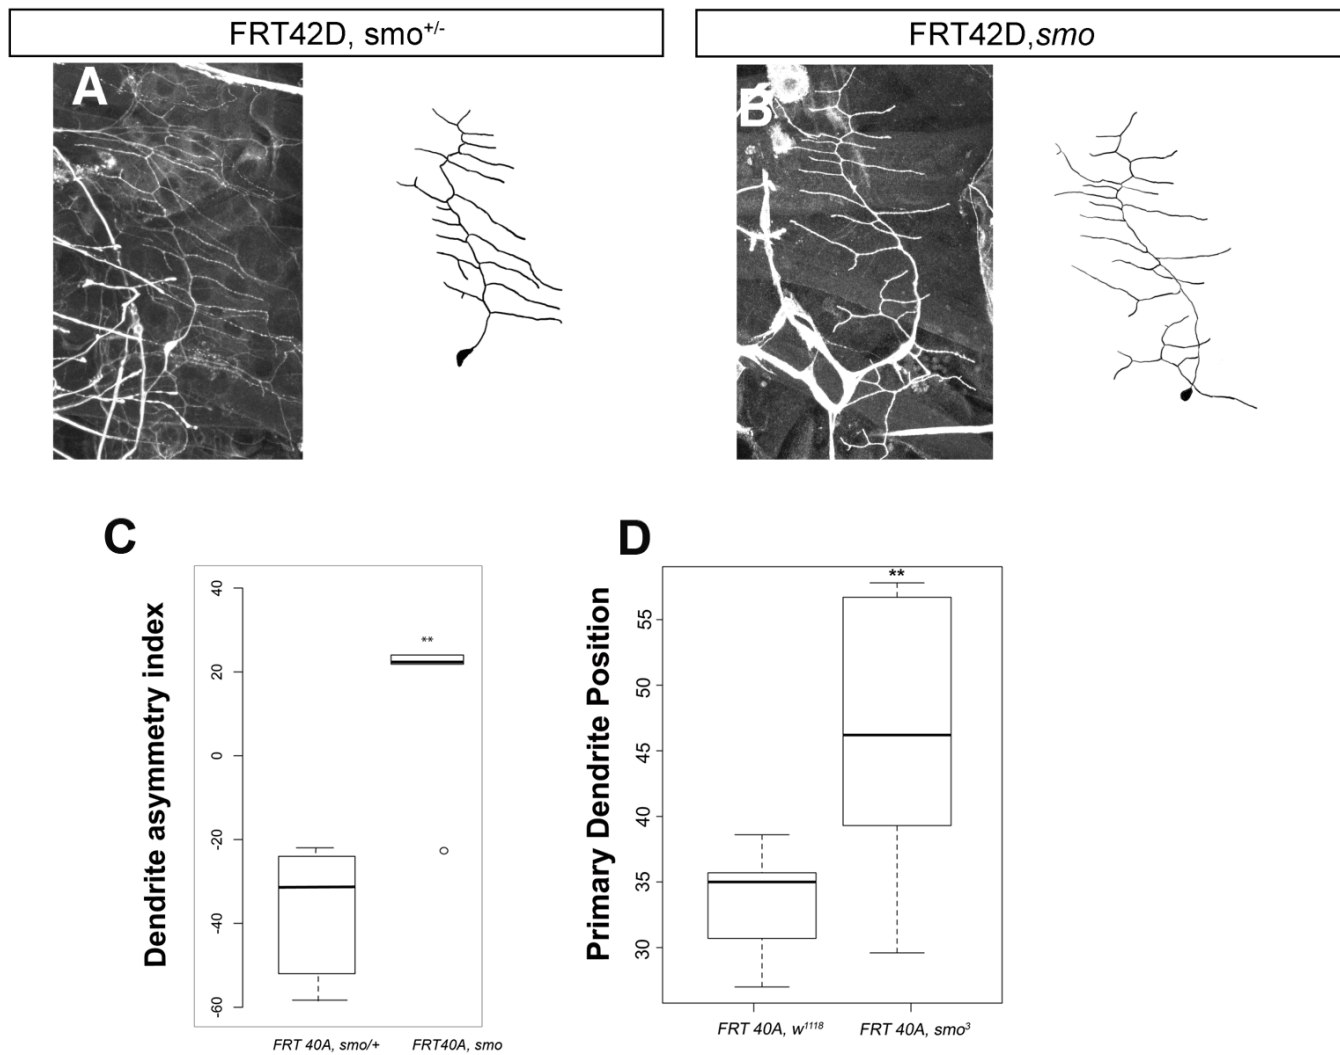 FRT42D, smo+/-
FRT42D,smo
A
B
C
D
Dendrite asymmetry index
40
20
0
-20
-40
-60
**
FRT 40A, smo/+
FRT40A, smo
Primary Dendrite Position
55
50
45
40
35
30
**
FRT 40A, w1118
FRT 40A, smo3